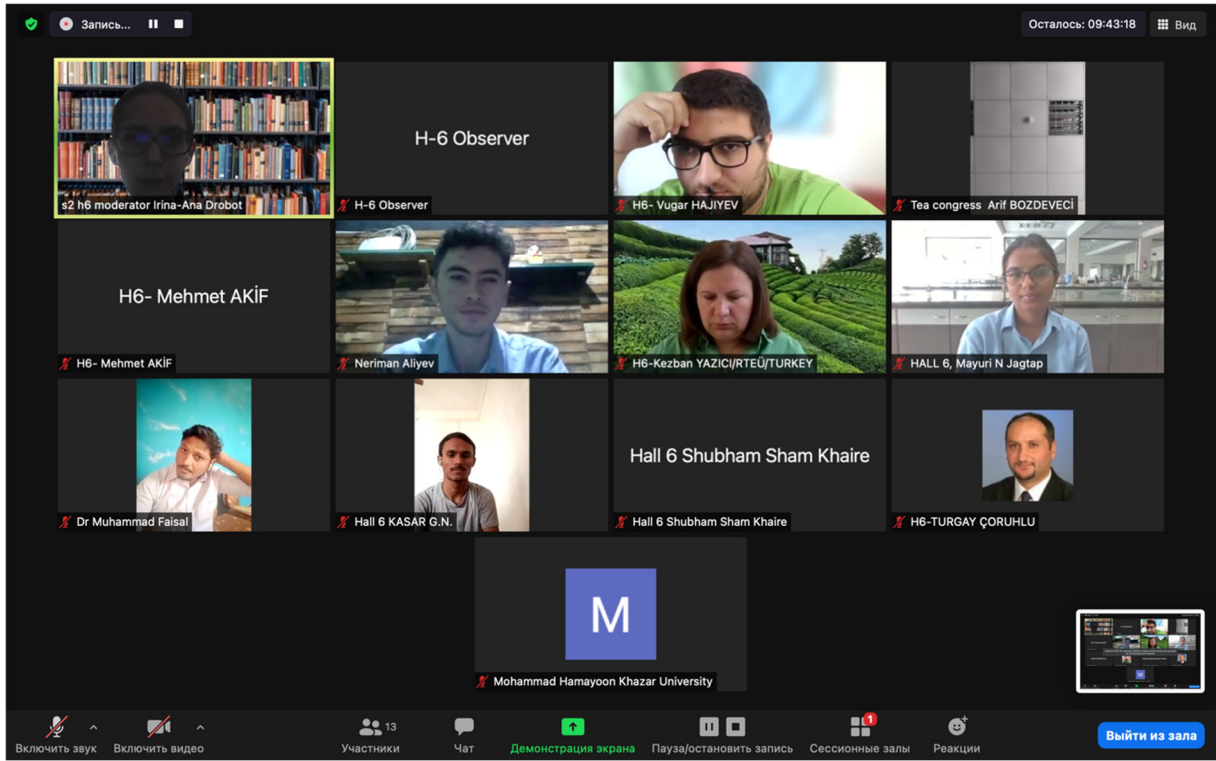 Запись...
Осталось: 09:43:18
Вид
s2 h6 moderator Irina-Ana Drobot
H-6 Observer
H-6 Observer
H6- Vugar HAJIYEV
Tea congress Arif BOZDEVECİ
H6- Mehmet AKİF
H6- Mehmet AKİF
Neriman Aliyev
H6-Kezban YAZICI/RTEÜ/TURKEY
HALL 6, Mayuri N Jagtap
Dr Muhammad Faisal
Hall 6 KASAR G.N.
Hall 6 Shubham Sham Khaire
Hall 6 Shubham Sham Khaire
H6-TURGAY ÇORUHLU
M
Mohammad Hamayoon Khazar University
Включить звук
Включить видео
13
Участники
Чат
Демонстрация экрана
Пауза/остановить запись
1
Сессионные залы
Реакции
Выйти из зала